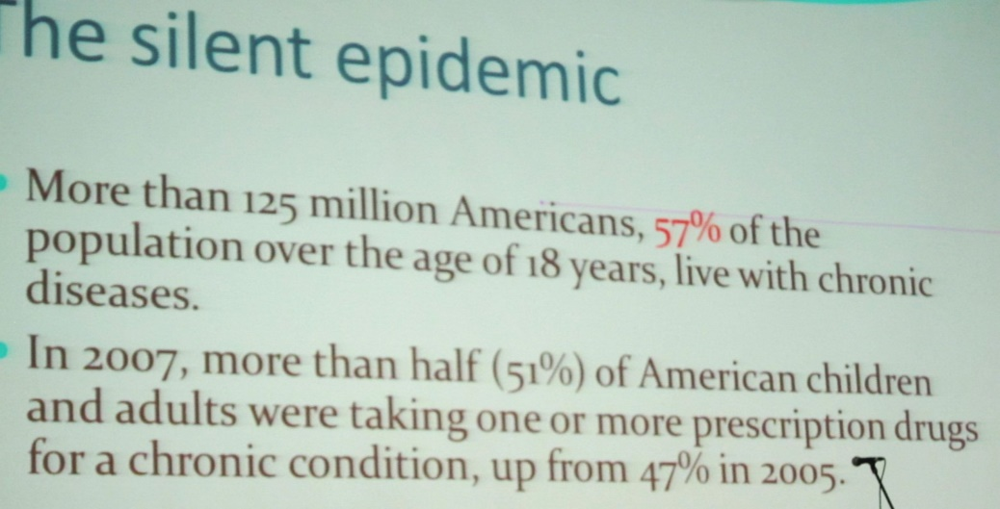 The silent epidemic
More than 125 million Americans, 57% of the
population over the age of 18 years, live with chronic
diseases.
In 2007, more than half (51%) of American children
and adults were taking one or more prescription drugs
for a chronic condition, up from 47% in 2005.